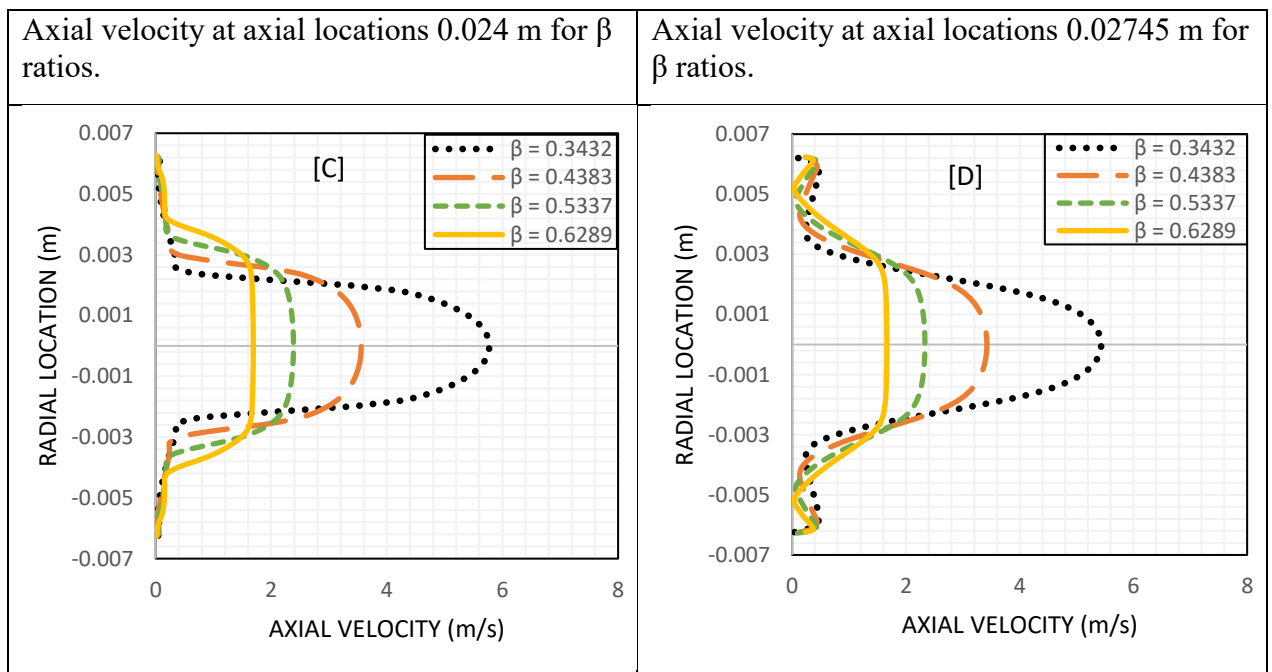 Axial velocity at axial locations 0.024 m for β
ratios.
Axial velocity at axial locations 0.02745 m for
β ratios.
0.007
0.005
0.003
0.001
-0.001
-0.003
-0.005
-0.007
0
2
4
6
8
RADIAL LOCATION (m)
AXIAL VELOCITY (m/s)
[C]
β = 0.3432
β = 0.4383
β = 0.5337
β = 0.6289
0.007
0.005
0.003
0.001
-0.001
-0.003
-0.005
-0.007
0
2
4
6
8
RADIAL LOCATION (m)
AXIAL VELOCITY (m/s)
[D]
β = 0.3432
β = 0.4383
β = 0.5337
β = 0.6289